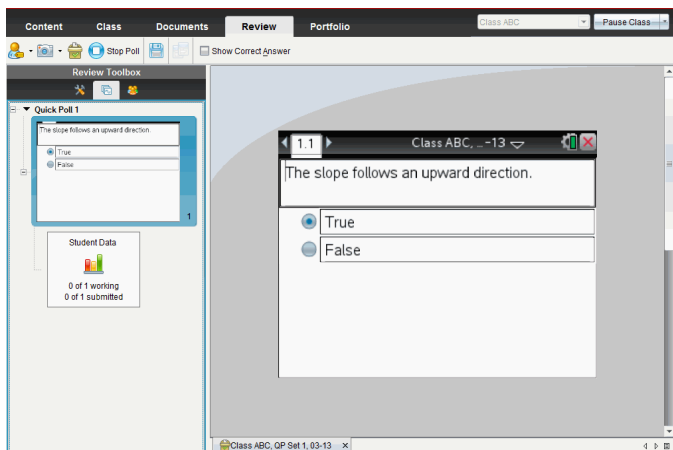 Content Class Documents Review Portfolio Class ABC Pause Class
Stop Poll Show Correct Answer
Review Toolbox
Quick Poll 1
The slope follows an upward direction.
True
False
1
Student Data
0 of 1 working
0 of 1 submitted
1.1 Class ABC, ...-13
The slope follows an upward direction.
True
False
Class ABC, QP Set 1, 03-13